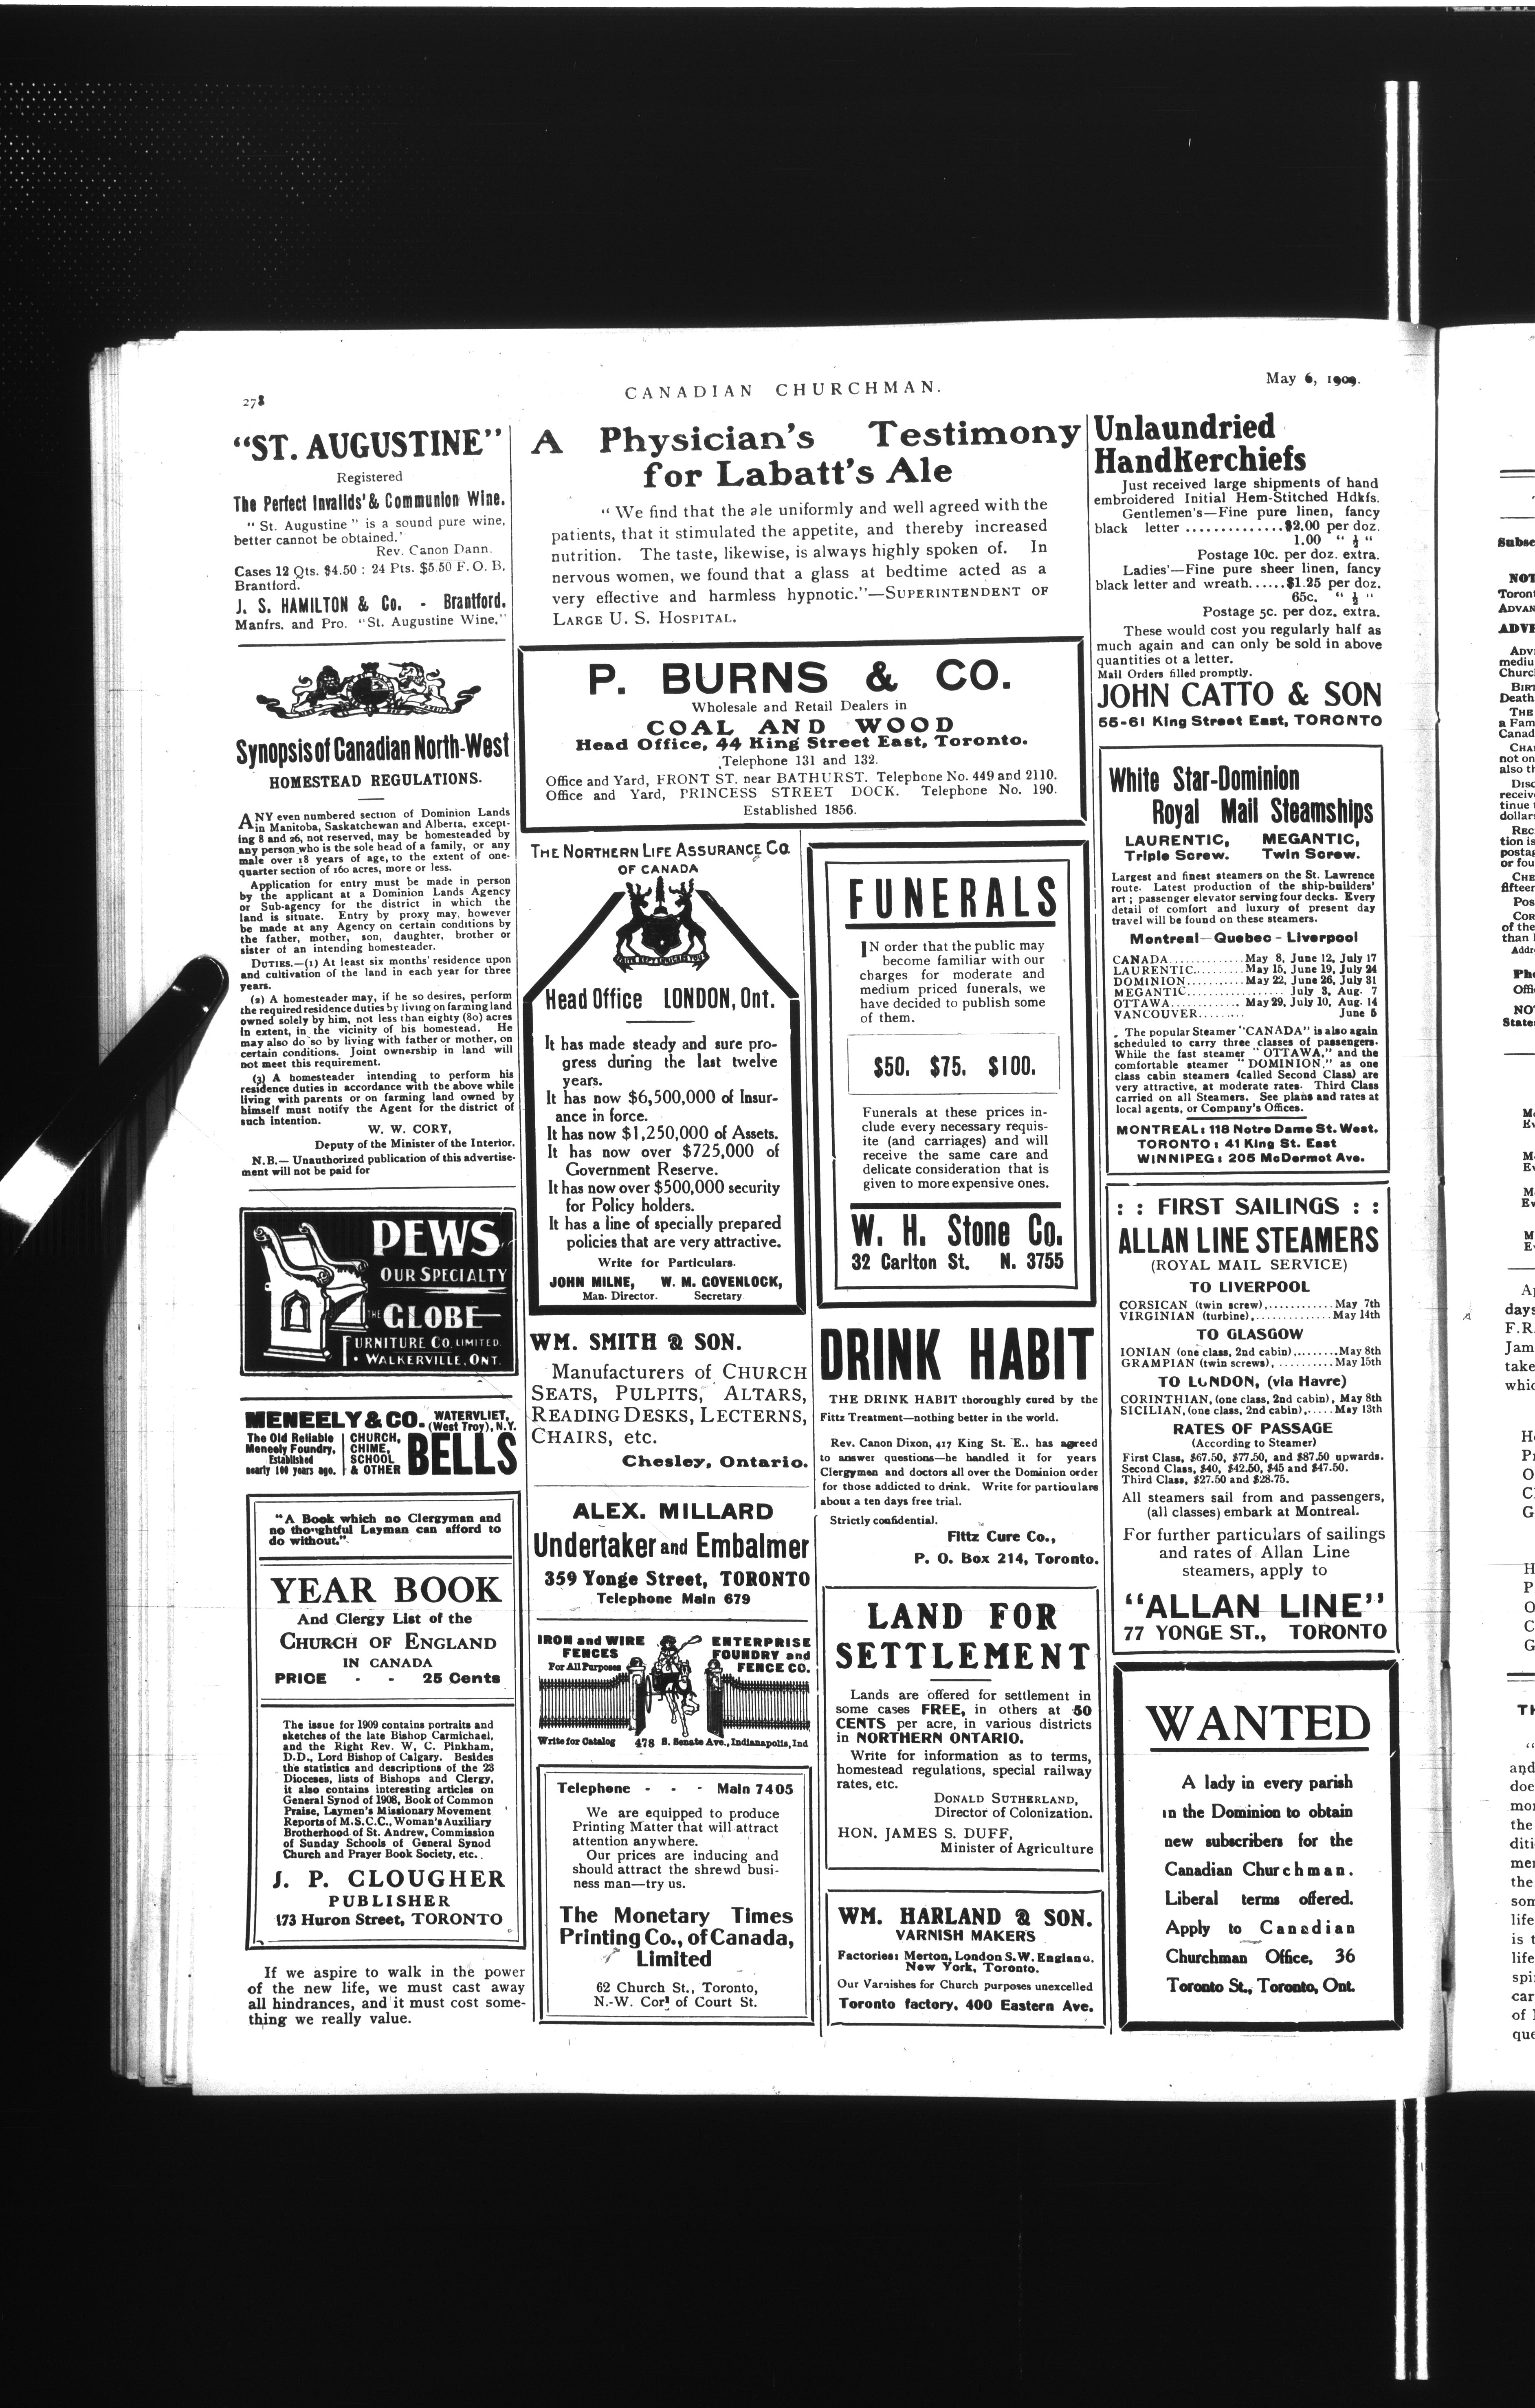 278
CANADIAN CHURCHMAN.
May 6, 1909.
"ST. AUGUSTINE"
Registered
The Perfect Invalids' & Communion Wine.
"St. Augustine" is a sound pure wine,
better cannot be obtained.'
Rev. Canon Dann.
Cases 12 Qts. $4.50 : 24 Pts. $5.50 F. O. B.
Brantford.
J. S. HAMILTON & Co. - Brantford.
Manfrs. and Pro. "St. Augustine Wine."
Synopsis of Canadian North-West
HOMESTEAD REGULATIONS.
ANY even numbered section of Dominion Lands
in Manitoba, Saskatchewan and Alberta, except-
ing 8 and 26, not reserved, may be homesteaded by
any person who is the sole head of a family, or any
male over 18 years of age, to the extent of one-
quarter section of 160 acres, more or less.
Application for entry must be made in person
by the applicant at a Dominion Lands Agency
or Sub-agency for the district in which the
land is situate. Entry by proxy may, however
be made at any Agency on certain conditions by
the father, mother, son, daughter, brother or
sister of an intending homesteader.
DUTIES.—(1) At least six months' residence upon
and cultivation of the land in each year for three
years.
(2) A homesteader may, if he so desires, perform
the required residence duties by living on farming land
owned solely by him, not less than eighty (80) acres
in extent, in the vicinity of his homestead. He
may also do so by living with father or mother, on
certain conditions. Joint ownership in land will
not meet this requirement.
(3) A homesteader intending to perform his
residence duties in accordance with the above while
living with parents or on farming land owned by
himself must notify the Agent for the district of
such intention.
W. W. CORY,
Deputy of the Minister of the Interior.
N.B.—Unauthorized publication of this advertise-
ment will not be paid for
PEWS
OUR SPECIALTY
THE GLOBE
FURNITURE CO. LIMITED.
WALKERVILLE, ONT.
MENEELY & CO. WATERVLIET,
(West Troy), N.Y.
The Old Reliable
Meneely Foundry,
Established
nearly 100 years ago.
CHURCH,
CHIME,
SCHOOL
& OTHER
BELLS
"A Book which no Clergyman and
no thoughtful Layman can afford to
do without."
YEAR BOOK
And Clergy List of the
CHURCH OF ENGLAND
IN CANADA
PRICE - - 25 Cents
The issue for 1909 contains portraits and
sketches of the late Bishop Carmichael,
and the Right Rev. W. C. Pinkham,
D.D., Lord Bishop of Calgary. Besides
the statistics and descriptions of the 23
Dioceses, lists of Bishops and Clergy,
it also contains interesting articles on
General Synod of 1908, Book of Common
Praise, Laymen's Missionary Movement
Reports of M.S.C.C., Woman's Auxiliary
Brotherhood of St. Andrew, Commission
of Sunday Schools of General Synod
Church and Prayer Book Society, etc.
J. P. CLOUGHER
PUBLISHER
173 Huron Street, TORONTO
If we aspire to walk in the power
of the new life, we must cast away
all hindrances, and it must cost some-
thing we really value.
A Physician's Testimony
for Labatt's Ale
"We find that the ale uniformly and well agreed with the
patients, that it stimulated the appetite, and thereby increased
nutrition. The taste, likewise, is always highly spoken of. In
nervous women, we found that a glass at bedtime acted as a
very effective and harmless hypnotic."—SUPERINTENDENT OF
LARGE U. S. HOSPITAL.
P. BURNS & CO.
Wholesale and Retail Dealers in
COAL AND WOOD
Head Office, 44 King Street East, Toronto.
Telephone 131 and 132.
Office and Yard, FRONT ST. near BATHURST. Telephone No. 449 and 2110.
Office and Yard, PRINCESS STREET DOCK. Telephone No. 190.
Established 1856.
THE NORTHERN LIFE ASSURANCE CO.
OF CANADA
Head Office LONDON, Ont.
It has made steady and sure pro-
gress during the last twelve
years.
It has now $6,500,000 of Insur-
ance in force.
It has now $1,250,000 of Assets.
It has now over $725,000 of
Government Reserve.
It has now over $500,000 security
for Policy holders.
It has a line of specially prepared
policies that are very attractive.
Write for Particulars.
JOHN MILNE, W. M. GOVENLOCK,
Man. Director. Secretary
WM. SMITH & SON.
Manufacturers of CHURCH
SEATS, PULPITS, ALTARS,
READING DESKS, LECTERNS,
CHAIRS, etc.
Chesley, Ontario.
ALEX. MILLARD
Undertaker and Embalmer
359 Yonge Street, TORONTO
Telephone Main 679
IRON and WIRE
FENCES
For All Purposes
ENTERPRISE
FOUNDRY and
FENCE CO.
Write for Catalog 478 S. Senate Ave., Indianapolis, Ind
Telephone - - - Main 7405
We are equipped to produce
Printing Matter that will attract
attention anywhere.
Our prices are inducing and
should attract the shrewd busi-
ness man—try us.
The Monetary Times
Printing Co., of Canada,
Limited
62 Church St., Toronto,
N.-W. Cor. of Court St.
FUNERALS
IN order that the public may
become familiar with our
charges for moderate and
medium priced funerals, we
have decided to publish some
of them.
$50. $75. $100.
Funerals at these prices in-
clude every necessary requis-
ite (and carriages) and will
receive the same care and
delicate consideration that is
given to more expensive ones.
W. H. Stone Co.
32 Carlton St. N. 3755
DRINK HABIT
THE DRINK HABIT thoroughly cured by the
Fittz Treatment—nothing better in the world.
Rev. Canon Dixon, 417 King St. E., has agreed
to answer questions—he handled it for years
Clergymen and doctors all over the Dominion order
for those addicted to drink. Write for particulars
about a ten days free trial.
Strictly confidential.
Fittz Cure Co.,
P. O. Box 214, Toronto.
LAND FOR
SETTLEMENT
Lands are offered for settlement in
some cases FREE, in others at 50
CENTS per acre, in various districts
in NORTHERN ONTARIO.
Write for information as to terms,
homestead regulations, special railway
rates, etc.
DONALD SUTHERLAND,
Director of Colonization.
HON. JAMES S. DUFF,
Minister of Agriculture
WM. HARLAND & SON.
VARNISH MAKERS
Factories: Merton, London S.W. England.
New York, Toronto.
Our Varnishes for Church purposes unexcelled
Toronto factory, 400 Eastern Ave.
Unlaundried
Handkerchiefs
Just received large shipments of hand
embroidered Initial Hem-Stitched Hdkfs.
Gentlemen's—Fine pure linen, fancy
black letter ..............$2.00 per doz.
1.00 " ½ "
Postage 10c. per doz. extra.
Ladies'—Fine pure sheer linen, fancy
black letter and wreath......$1.25 per doz.
65c. " ½ "
Postage 5c. per doz. extra.
These would cost you regularly half as
much again and can only be sold in above
quantities ot a letter.
Mail Orders filled promptly.
JOHN CATTO & SON
55-61 King Street East, TORONTO
White Star-Dominion
Royal Mail Steamships
LAURENTIC, MEGANTIC,
Triple Screw. Twin Screw.
Largest and finest steamers on the St. Lawrence
route. Latest production of the ship-builders'
art; passenger elevator serving four decks. Every
detail of comfort and luxury of present day
travel will be found on these steamers.
Montreal—Quebec - Liverpool
CANADA............May 8, June 12, July 17
LAURENTIC.........May 15, June 19, July 24
DOMINION..........May 22, June 26, July 31
MEGANTIC................July 3, Aug. 7
OTTAWA............May 29, July 10, Aug. 14
VANCOUVER......... June 5
The popular Steamer "CANADA" is also again
scheduled to carry three classes of passengers.
While the fast steamer "OTTAWA," and the
comfortable steamer "DOMINION," as one
class cabin steamers (called Second Class) are
very attractive, at moderate rates. Third Class
carried on all Steamers. See plans and rates at
local agents, or Company's Offices.
MONTREAL: 118 Notre Dame St. West.
TORONTO: 41 King St. East
WINNIPEG: 205 McDermot Ave.
: : FIRST SAILINGS : :
ALLAN LINE STEAMERS
(ROYAL MAIL SERVICE)
TO LIVERPOOL
CORSICAN (twin screw)............May 7th
VIRGINIAN (turbine)..............May 14th
TO GLASGOW
IONIAN (one class, 2nd cabin)........May 8th
GRAMPIAN (twin screws)...........May 15th
TO LONDON, (via Havre)
CORINTHIAN, (one class, 2nd cabin), May 8th
SICILIAN, (one class, 2nd cabin),.....May 13th
RATES OF PASSAGE
(According to Steamer)
First Class, $67.50, $77.50, and $87.50 upwards.
Second Class, $40, $42.50, $45 and $47.50.
Third Class, $27.50 and $28.75.
All steamers sail from and passengers,
(all classes) embark at Montreal.
For further particulars of sailings
and rates of Allan Line
steamers, apply to
"ALLAN LINE"
77 YONGE ST., TORONTO
WANTED
A lady in every parish
in the Dominion to obtain
new subscribers for the
Canadian Churchman.
Liberal terms offered.
Apply to Canadian
Churchman Office, 36
Toronto St., Toronto, Ont.